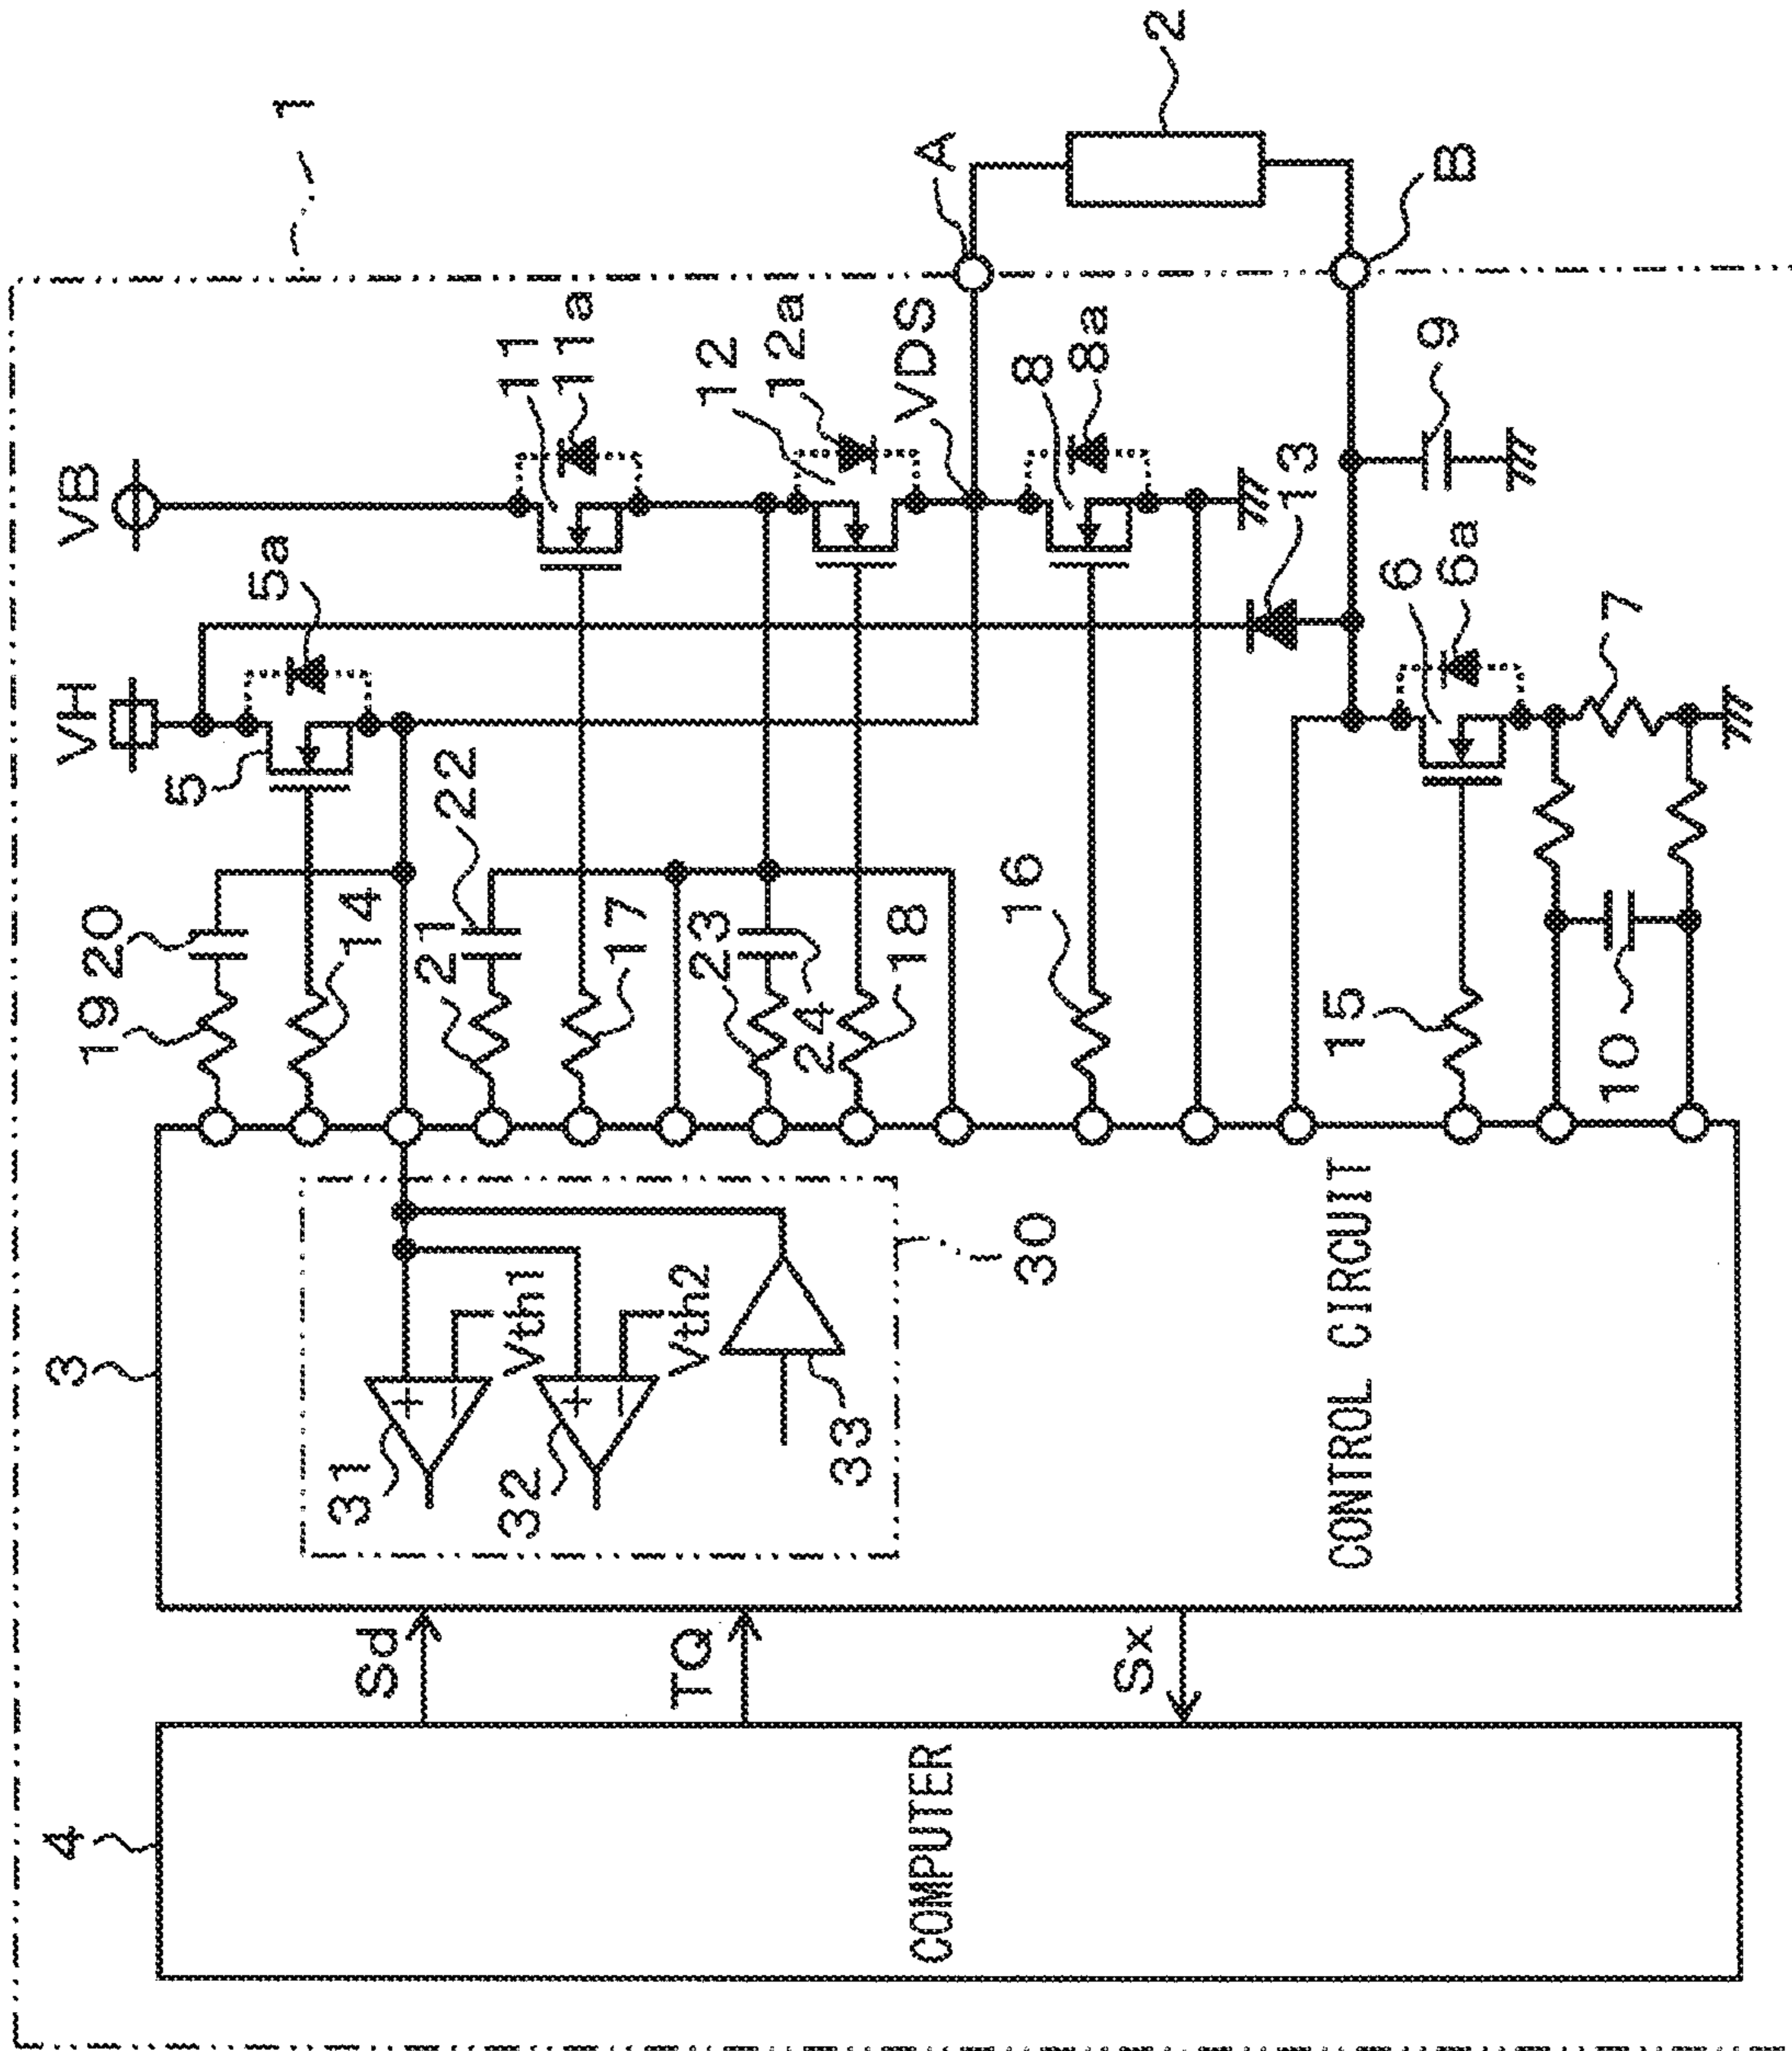 1
VH
VB
5
5a
11
11a
12
12a
VDS
A
2
B
8
8a
13
9
6
6a
7
19
20
14
21
22
17
23
24
18
16
15
10
3
31
Vth1
32
Vth2
33
30
CONTROL CIRCUIT
Sd
TQ
Sx
4
COMPUTER